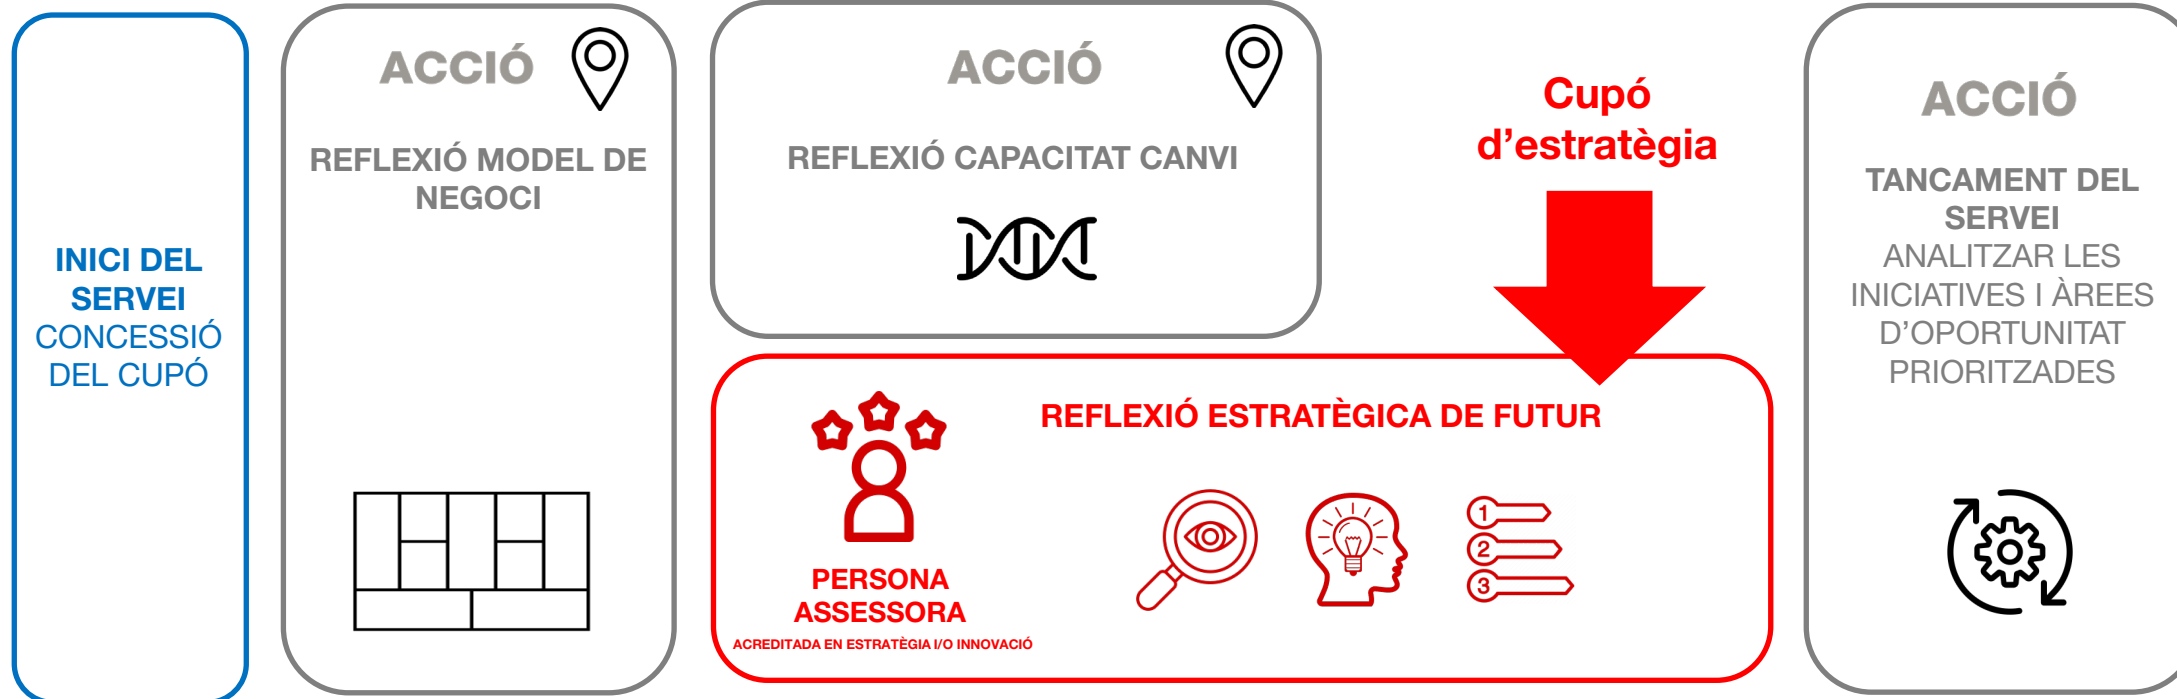 INICI DEL
SERVEI
CONCESSIÓ
DEL CUPÓ
ACCIÓ
REFLEXIÓ MODEL DE
NEGOCI
ACCIÓ
REFLEXIÓ CAPACITAT CANVI
Cupó
d’estratègia
REFLEXIÓ ESTRATÈGICA DE FUTUR
PERSONA
ASSESSORA
ACREDITADA EN ESTRATÈGIA I/O INNOVACIÓ
1
2
3
ACCIÓ
TANCAMENT DEL
SERVEI
ANALITZAR LES
INICIATIVES I ÀREES
D’OPORTUNITAT
PRIORITZADES